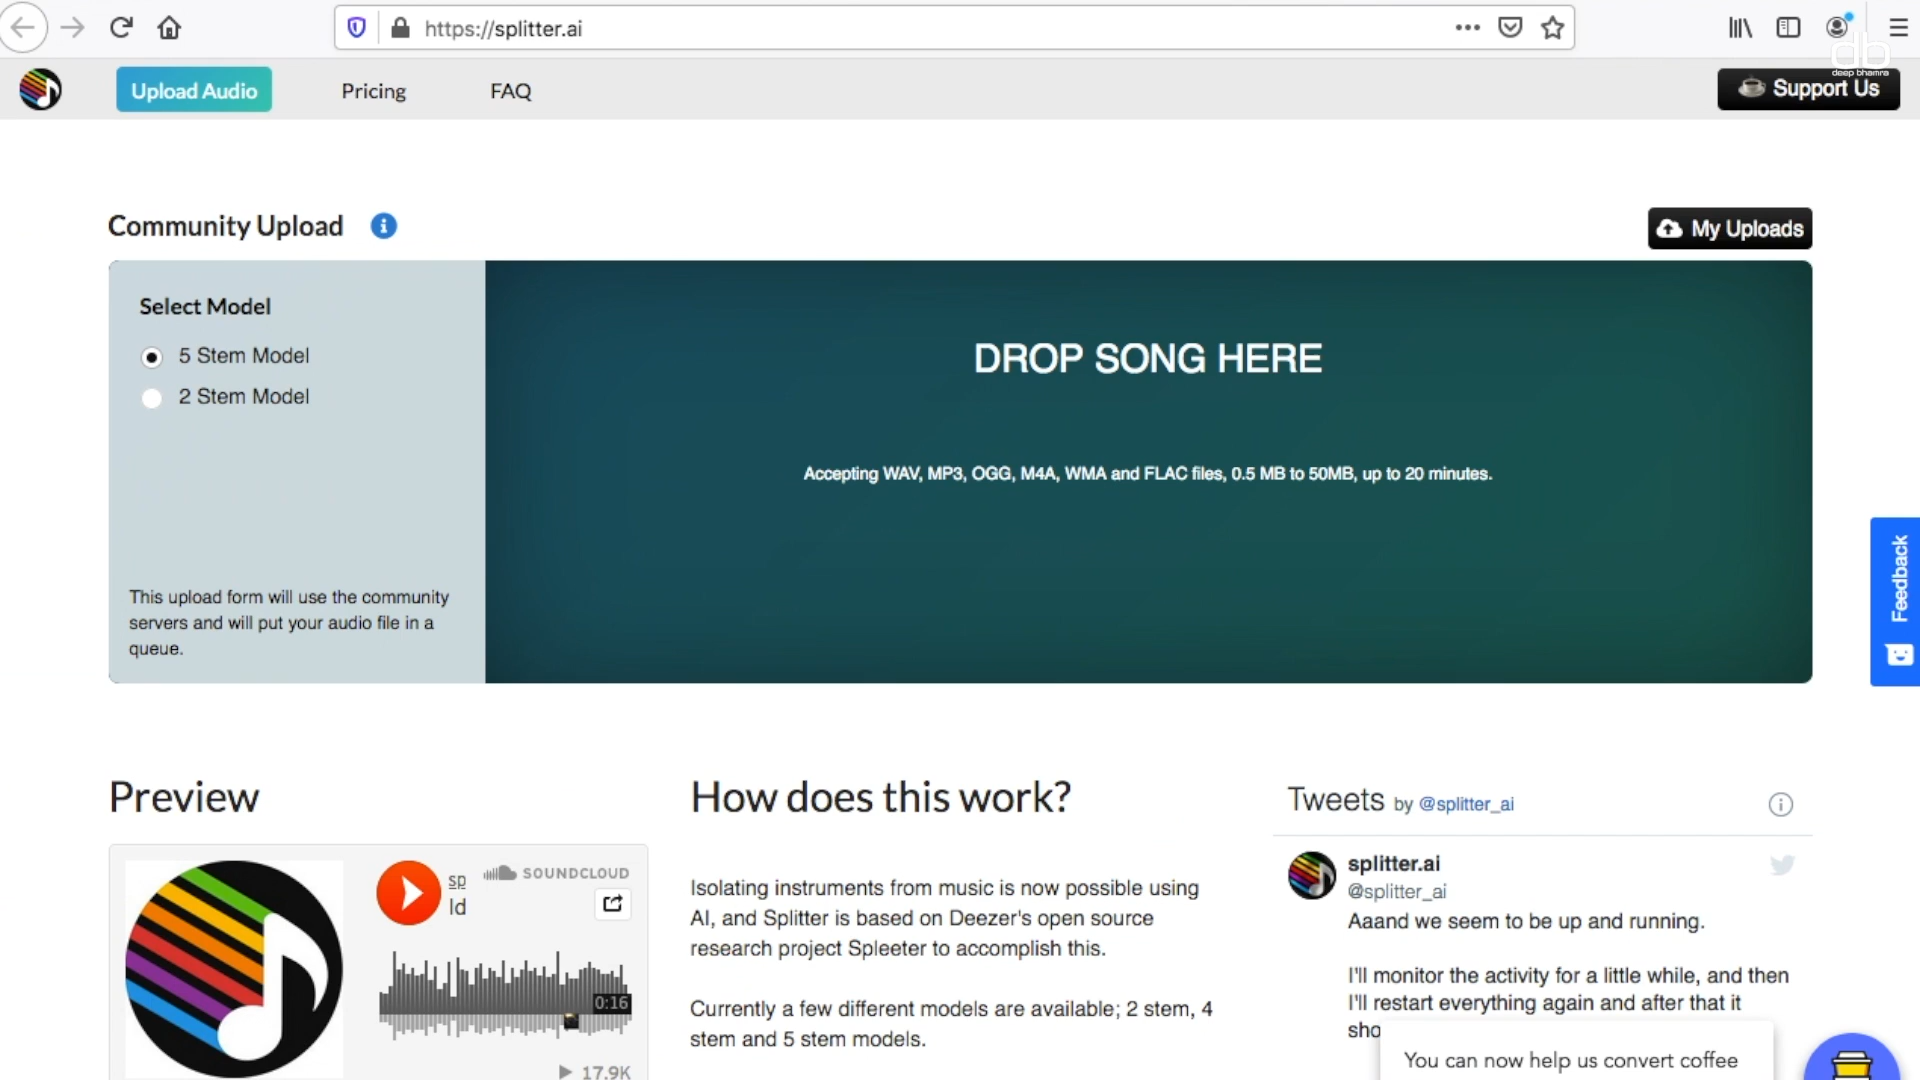 https://splitter.ai
db
deep bhamra
Upload Audio
Pricing
FAQ
Support Us
Community Upload
My Uploads
Select Model
5 Stem Model
2 Stem Model
DROP SONG HERE
Accepting WAV, MP3, OGG, M4A, WMA and FLAC files, 0.5 MB to 50MB, up to 20 minutes.
This upload form will use the community
servers and will put your audio file in a
queue.
Feedback
Preview
SOUNDCLOUD
sp
Id
0:16
17.9K
How does this work?
Isolating instruments from music is now possible using
AI, and Splitter is based on Deezer's open source
research project Spleeter to accomplish this.
Currently a few different models are available; 2 stem, 4
stem and 5 stem models.
Tweets by @splitter_ai
splitter.ai
@splitter_ai
Aaand we seem to be up and running.
I'll monitor the activity for a little while, and then
I'll restart everything again and after that it
sho
You can now help us convert coffee